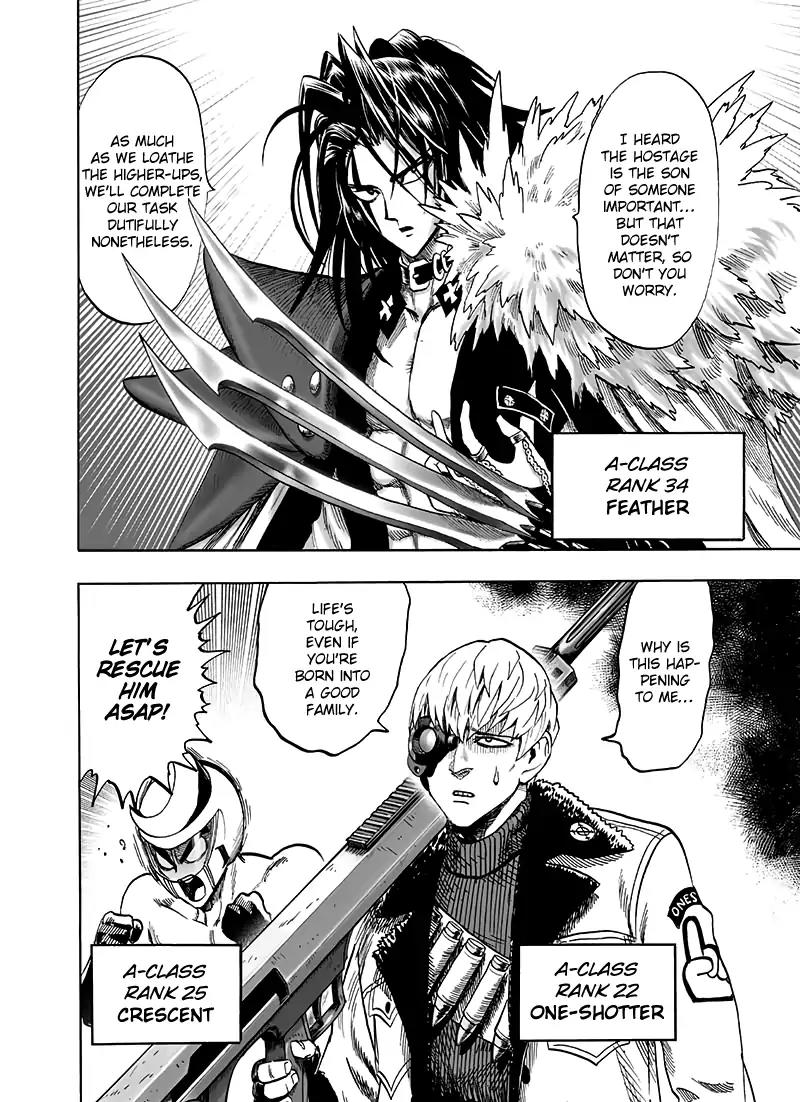 I HEARD
THE HOSTAGE
IS THE SON
OF SOMEONE
IMPORTANT...
BUT THAT
DOESN'T
MATTER, SO
DON'T YOU
WORRY.
AS MUCH
AS WE LOATHE
THE HIGHER-UPS,
WE'LL COMPLETE
OUR TASK
DUTIFULLY
NONETHELESS.
A-CLASS
RANK 34
FEATHER
WHY IS
THIS HAP-
PENING
TO ME...
LIFE'S
TOUGH,
EVEN IF
YOU'RE
BORN INTO
A GOOD
FAMILY.
LET'S
RESCUE
HIM
ASAP!
ONES
A-CLASS
RANK 22
ONE-SHOTTER
A-CLASS
RANK 25
CRESCENT